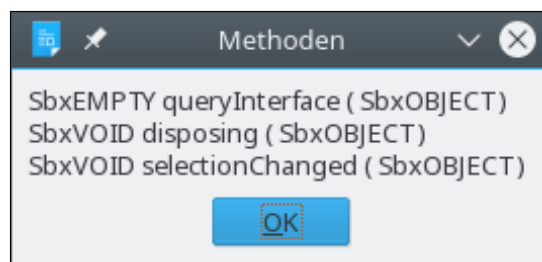 Methoden
SbxEMPTY queryInterface ( SbxOBJECT)
SbxVOID disposing ( SbxOBJECT)
SbxVOID selectionChanged ( SbxOBJECT)
OK